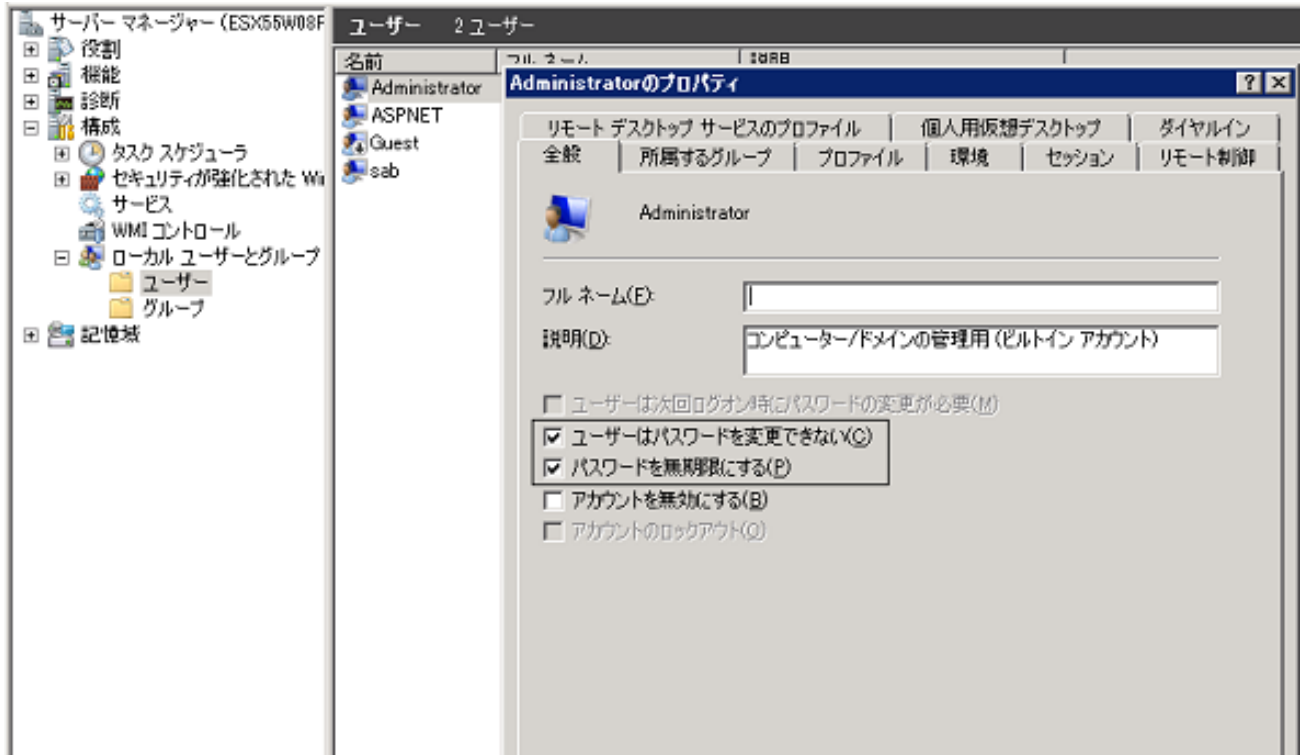 サーバー マネージャー (ESX55W08F
役割
機能
診断
構成
タスク スケジューラ
セキュリティが強化された Wi
サービス
WMI コントロール
ローカル ユーザーとグループ
ユーザー
グループ
記憶域
ユーザー 2 ユーザー
名前 フル ネーム 説明
Administrator
ASPNET
Guest
sab
Administratorのプロパティ
リモート デスクトップ サービスのプロファイル 個人用仮想デスクトップ ダイヤルイン
全般 所属するグループ プロファイル 環境 セッション リモート制御
Administrator
フル ネーム(F):
説明(D): コンピューター/ドメインの管理用 (ビルトイン アカウント)
ユーザーは次回ログオン時にパスワードの変更が必要(M)
ユーザーはパスワードを変更できない(C)
パスワードを無期限にする(P)
アカウントを無効にする(B)
アカウントのロックアウト(O)